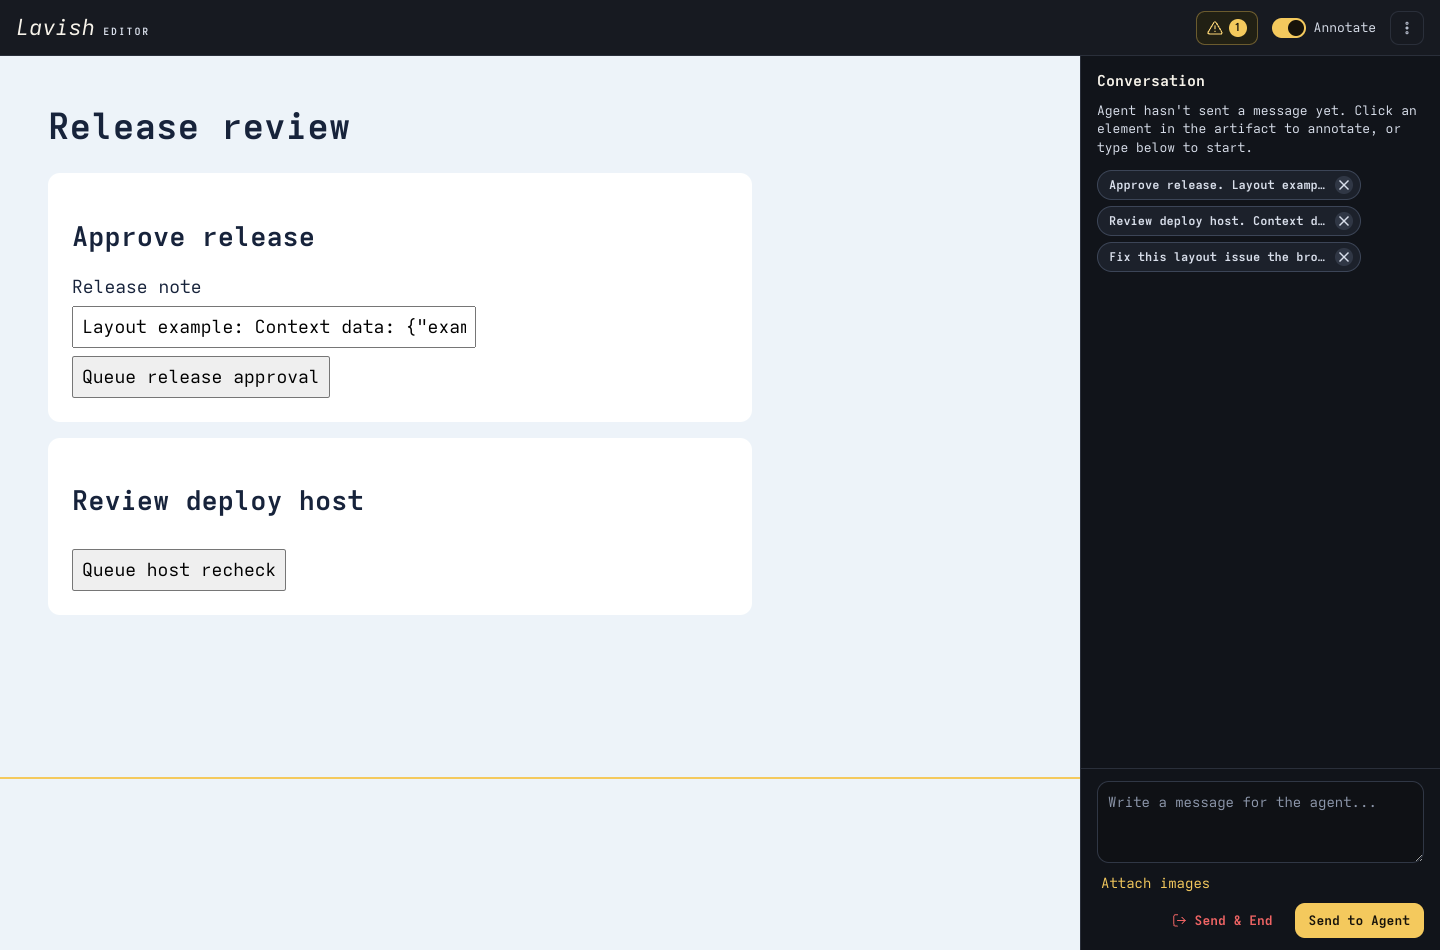 Lavish EDITOR
1
Annotate
Release review
Approve release
Release note
Layout example: Context data: {"exam
Queue release approval
Review deploy host
Queue host recheck
Conversation
Agent hasn't sent a message yet. Click an
element in the artifact to annotate, or
type below to start.
Approve release. Layout examp…
Review deploy host. Context d…
Fix this layout issue the bro…
Write a message for the agent...
Attach images
Send & End
Send to Agent